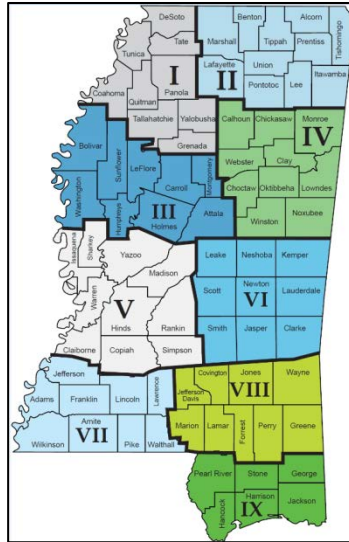 DeSoto
Tate
Tunica
I
Panola
Coahoma
Quitman
Tallahatchie
Yalobusha
Grenada
Benton
Alcorn
Tishomingo
Marshall
Tippah
Prentiss
Lafayette
Union
II
Pontotoc
Lee
Itawamba
Bolivar
Sunflower
LeFlore
Washington
Humphreys
Carroll
Montgomery
III
Holmes
Attala
Calhoun
Chickasaw
Monroe
IV
Webster
Clay
Choctaw
Oktibbeha
Lowndes
Winston
Noxubee
Issaquena
Sharkey
Yazoo
Madison
Warren
V
Hinds
Rankin
Claiborne
Copiah
Simpson
Leake
Neshoba
Kemper
Scott
Newton
VI
Lauderdale
Smith
Jasper
Clarke
Jefferson
Adams
Franklin
Lincoln
Lawrence
Wilkinson
Amite
VII
Pike
Walthall
Covington
Jones
Wayne
Jefferson
Davis
VIII
Marion
Lamar
Forrest
Perry
Greene
Pearl River
Stone
George
Hancock
Harrison
IX
Jackson